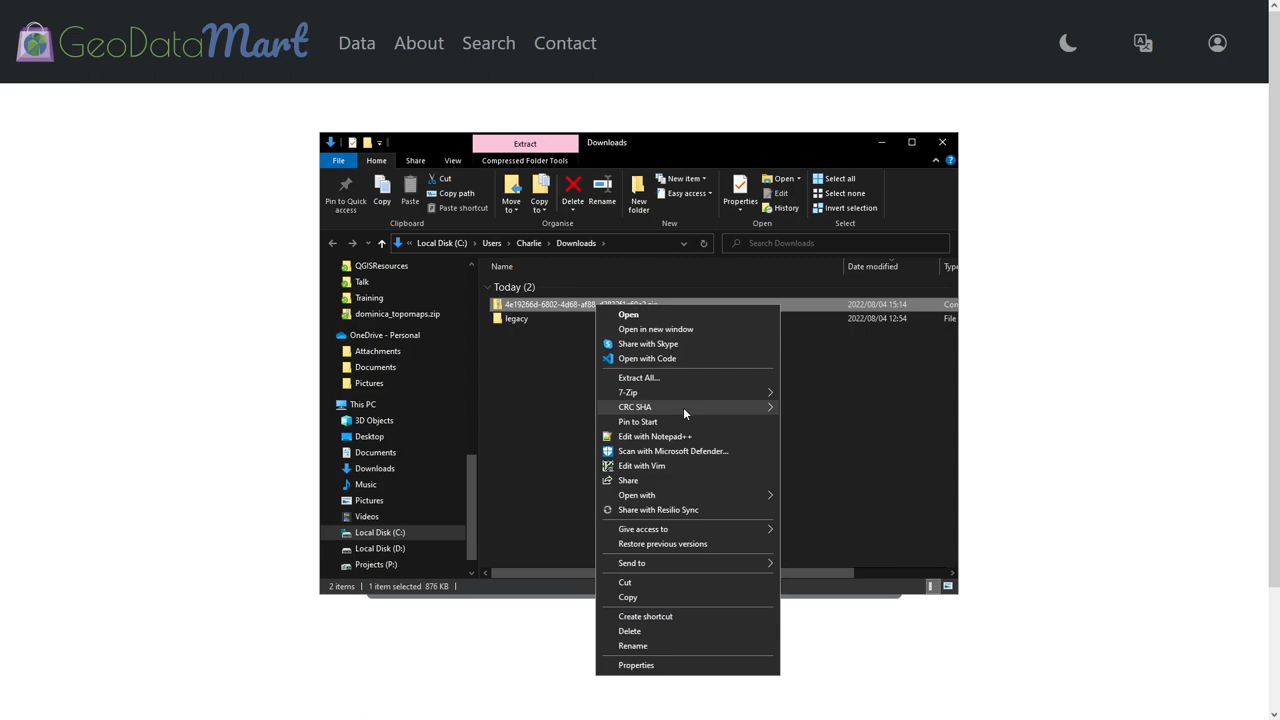 GeoDataMart Data About Search Contact
Extract Downloads
File Home Share View Compressed Folder Tools
Pin to Quick access
Copy
Paste
Cut
Copy path
Paste shortcut
Clipboard
Move to
Copy to
Delete
Rename
Organise
New folder
New item
Easy access
New
Properties
Open
Edit
History
Open
Select all
Select none
Invert selection
Select
Local Disk (C:) Users Charlie Downloads
Search Downloads
Name Date modified
QGISResources
Talk
Training
dominica_topomaps.zip
OneDrive - Personal
Attachments
Documents
Pictures
This PC
3D Objects
Desktop
Documents
Downloads
Music
Pictures
Videos
Local Disk (C:)
Local Disk (D:)
Projects (P:)
Today (2)
2022/08/04 15:14
legacy 2022/08/04 12:54
Open
Open in new window
Share with Skype
Open with Code
Extract All...
7-Zip
CRC SHA
Pin to Start
Edit with Notepad++
Scan with Microsoft Defender...
Edit with Vim
Share
Open with
Share with Resilio Sync
Give access to
Restore previous versions
Send to
Cut
Copy
Create shortcut
Delete
Rename
Properties
2 items 1 item selected 876 KB